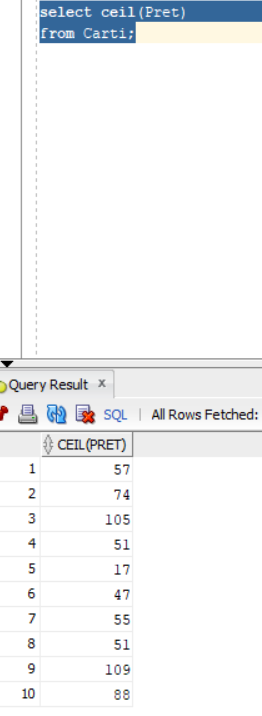 select ceil(Pret)
from Carti;
Query Result x
SQL | All Rows Fetched:
CEIL(PRET)
1 57
2 74
3 105
4 51
5 17
6 47
7 55
8 51
9 109
10 88